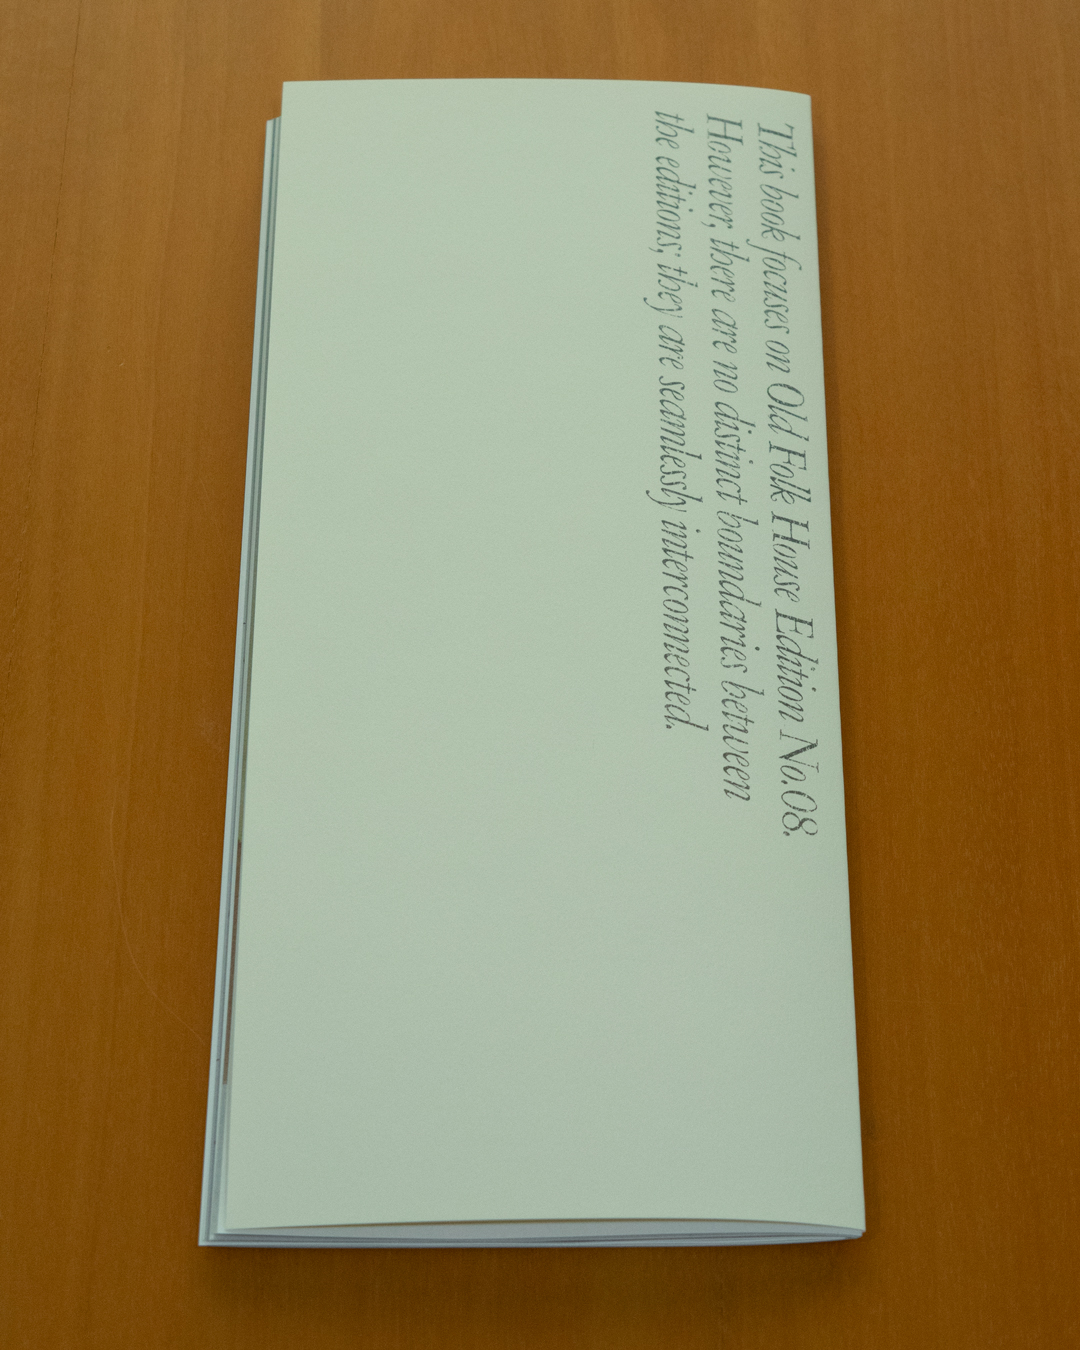 This book focuses on Old Folk House Edition No.08.
However, there are no distinct boundaries between
the editions; they are seamlessly interconnected.